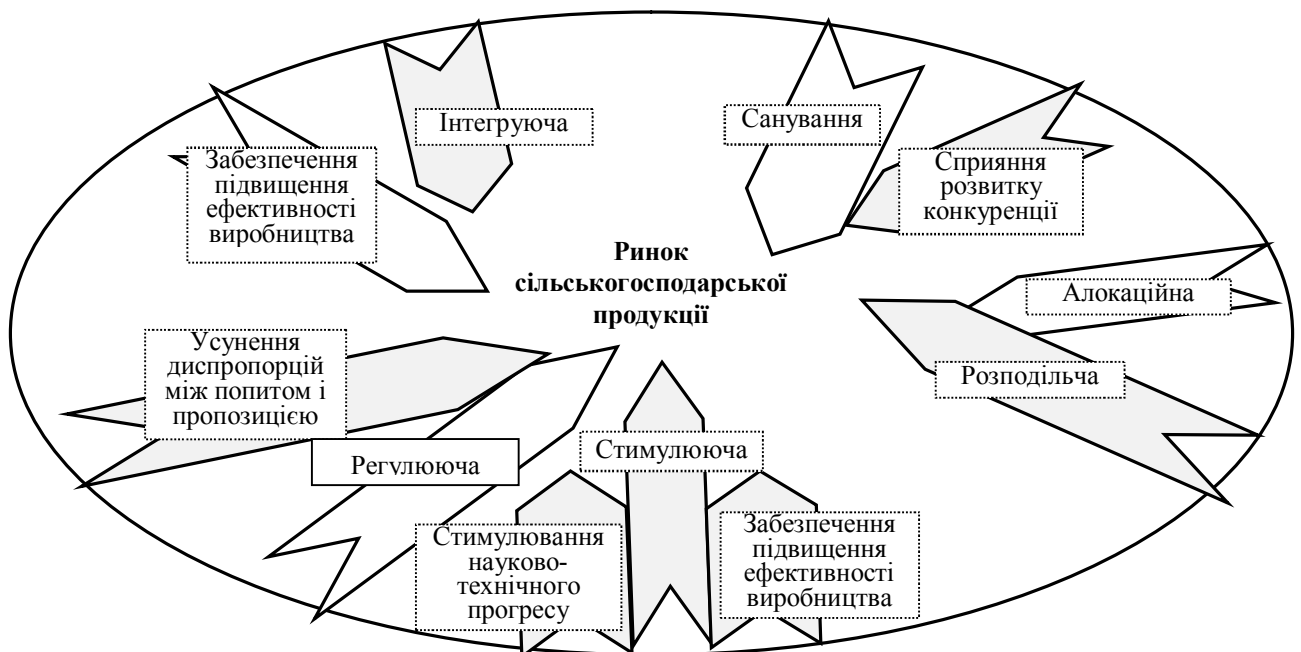 Інтегруюча
Санування
Забезпечення
підвищення
ефективності
виробництва
Сприяння
розвитку
конкуренції
Ринок
сільськогосподарської
продукції
Алокаційна
Усунення
диспропорцій
між попитом і
пропозицією
Розподільча
Регулююча
Стимулююча
Стимулювання
науково-
технічного
прогресу
Забезпечення
підвищення
ефективності
виробництва